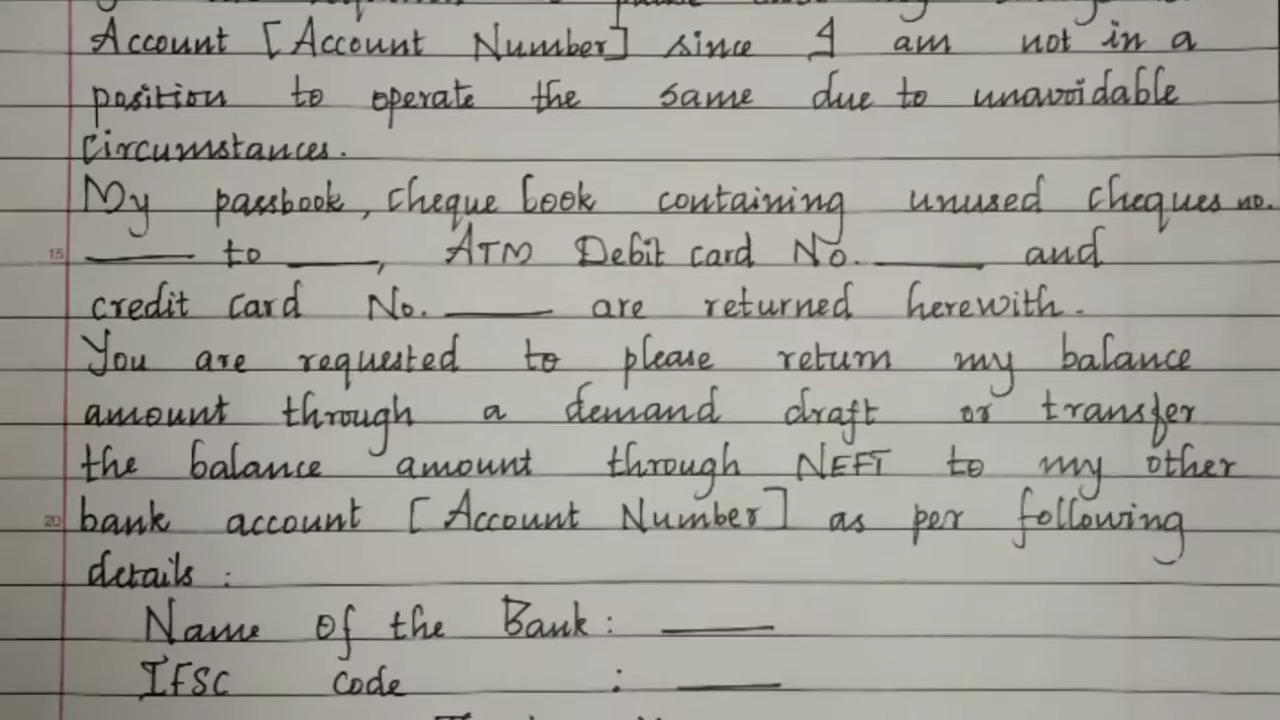 Account [Account Number] since I am not in a
position to operate the same due to unavoidable
circumstances.
My passbook, cheque book containing unused cheques no.
15 ____ to ____, ATM Debit card No. ____ and
credit card No. ____ are returned herewith.
You are requested to please return my balance
amount through a demand draft or transfer
the balance amount through NEFT to my other
20 bank account [Account Number] as per following
details :
Name of the Bank : ____
IFSC code : ____